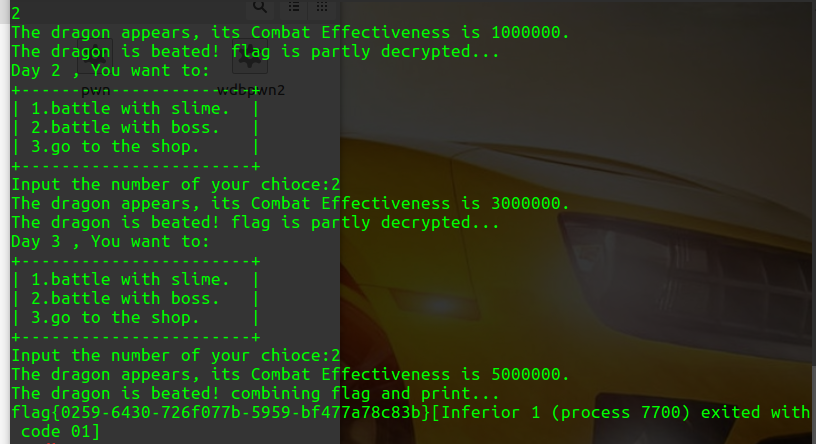 2
The dragon appears, its Combat Effectiveness is 1000000.
The dragon is beated! flag is partly decrypted...
Day 2 , You want to:
pwn wdbpwn2
+-----------------------+
| 1.battle with slime.  |
| 2.battle with boss.   |
| 3.go to the shop.     |
+-----------------------+
Input the number of your chioce:2
The dragon appears, its Combat Effectiveness is 3000000.
The dragon is beated! flag is partly decrypted...
Day 3 , You want to:
+-----------------------+
| 1.battle with slime.  |
| 2.battle with boss.   |
| 3.go to the shop.     |
+-----------------------+
Input the number of your chioce:2
The dragon appears, its Combat Effectiveness is 5000000.
The dragon is beated! combining flag and print...
flag{0259-6430-726f077b-5959-bf477a78c83b}[Inferior 1 (process 7700) exited with
 code 01]